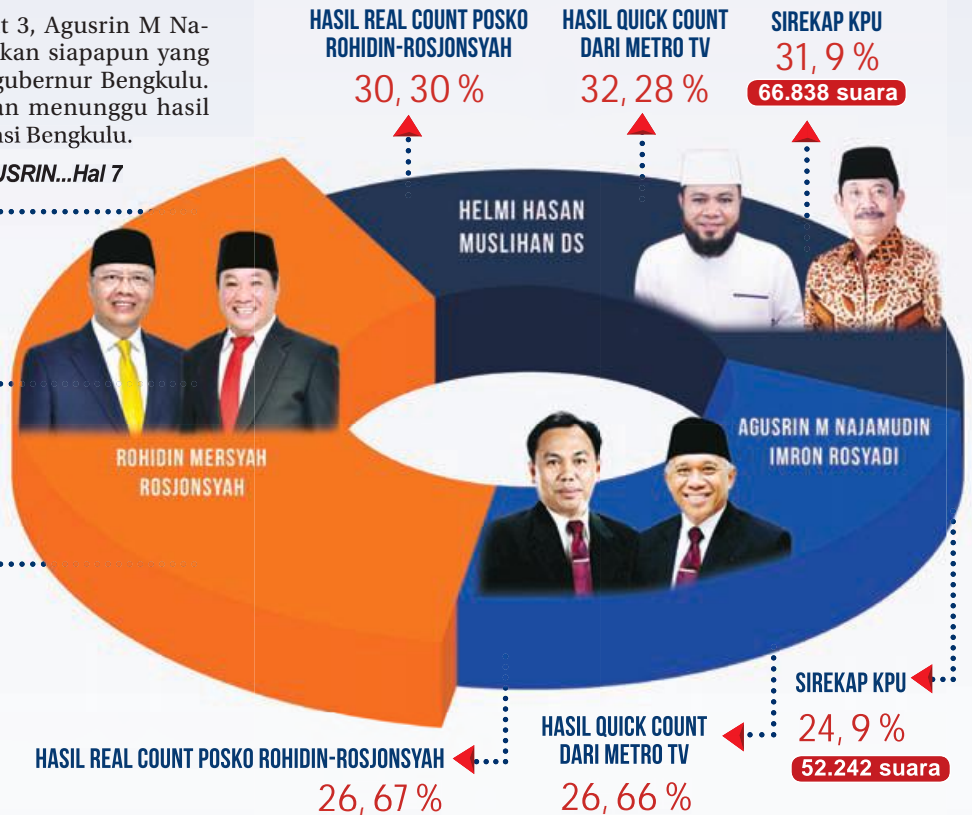 t 3, Agusrin M Na-
kan siapapun yang
gubernur Bengkulu.
an menunggu hasil
nsi Bengkulu.
USRIN...Hal 7
HASIL REAL COUNT POSKO
ROHIDIN-ROSJONSYAH
30, 30 %
HASIL QUICK COUNT
DARI METRO TV
32, 28 %
SIREKAP KPU
31, 9 %
66.838 suara
HELMI HASAN
MUSLIHAN DS
ROHIDIN MERSYAH
ROSJONSYAH
AGUSRIN M NAJAMUDIN
IMRON ROSYADI
HASIL REAL COUNT POSKO ROHIDIN-ROSJONSYAH
26, 67 %
HASIL QUICK COUNT
DARI METRO TV
26, 66 %
SIREKAP KPU
24, 9 %
52.242 suara